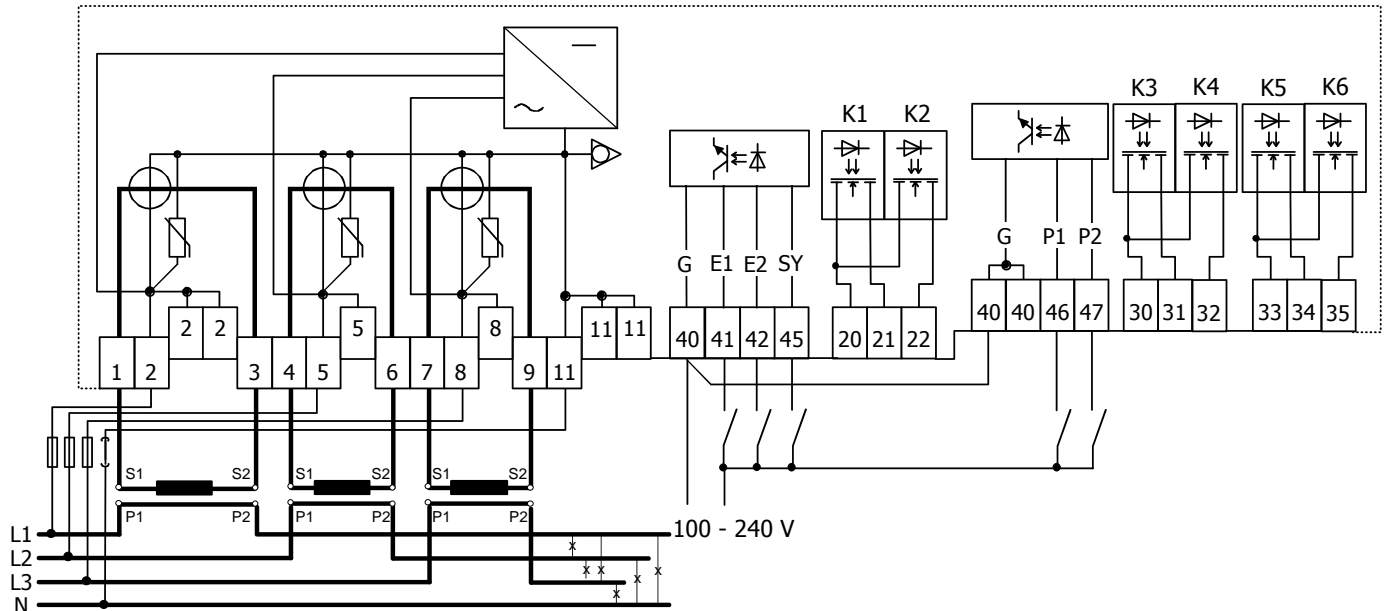 K3 K4 K5 K6
K1 K2
G E1 E2 SY
G P1 P2
2 2 5 8 11 11
40 41 42 45
20 21 22
40 40 46 47
30 31 32
33 34 35
1 2 3 4 5 6 7 8 9 11
S1 S2 S1 S2 S1 S2
P1 P2 P1 P2 P1 P2
100 - 240 V
L1
L2
L3
N
x x x x x x